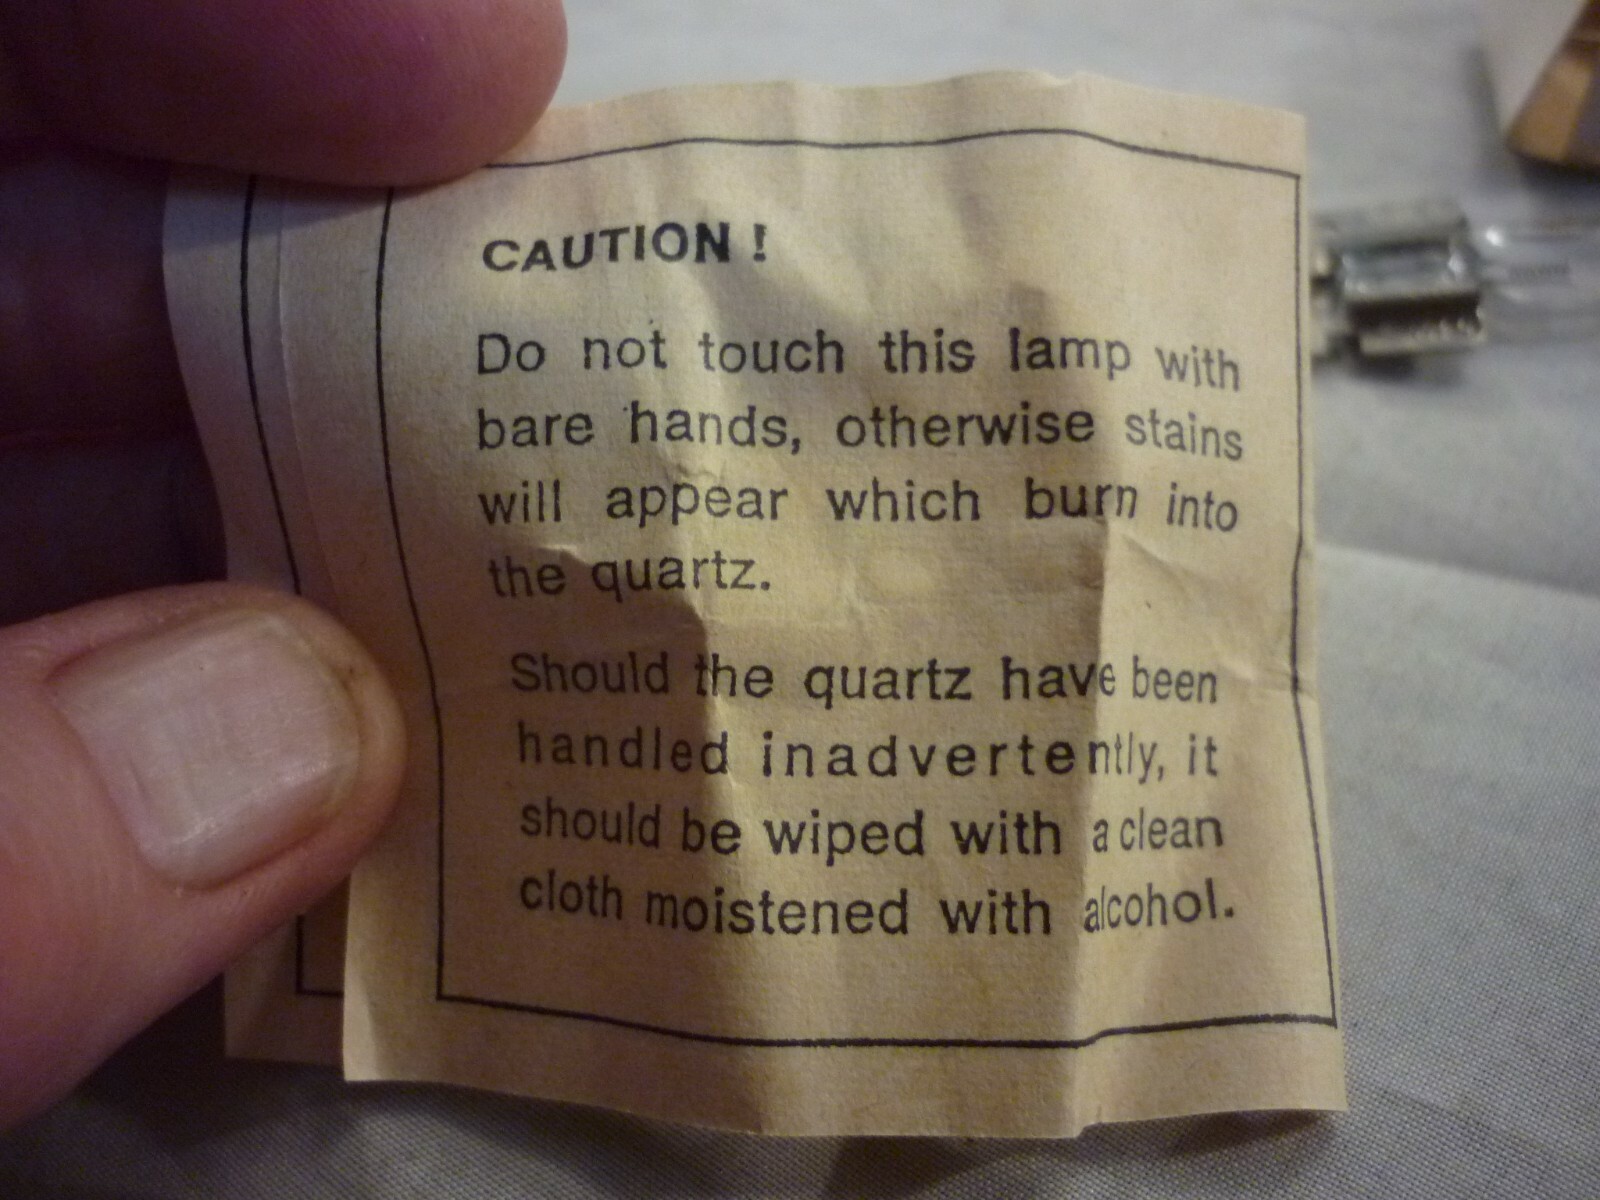 CAUTION !
Do not touch this lamp with
bare hands, otherwise stains
will appear which burn into
the quartz.
Should the quartz have been
handled inadvertently, it
should be wiped with a clean
cloth moistened with alcohol.